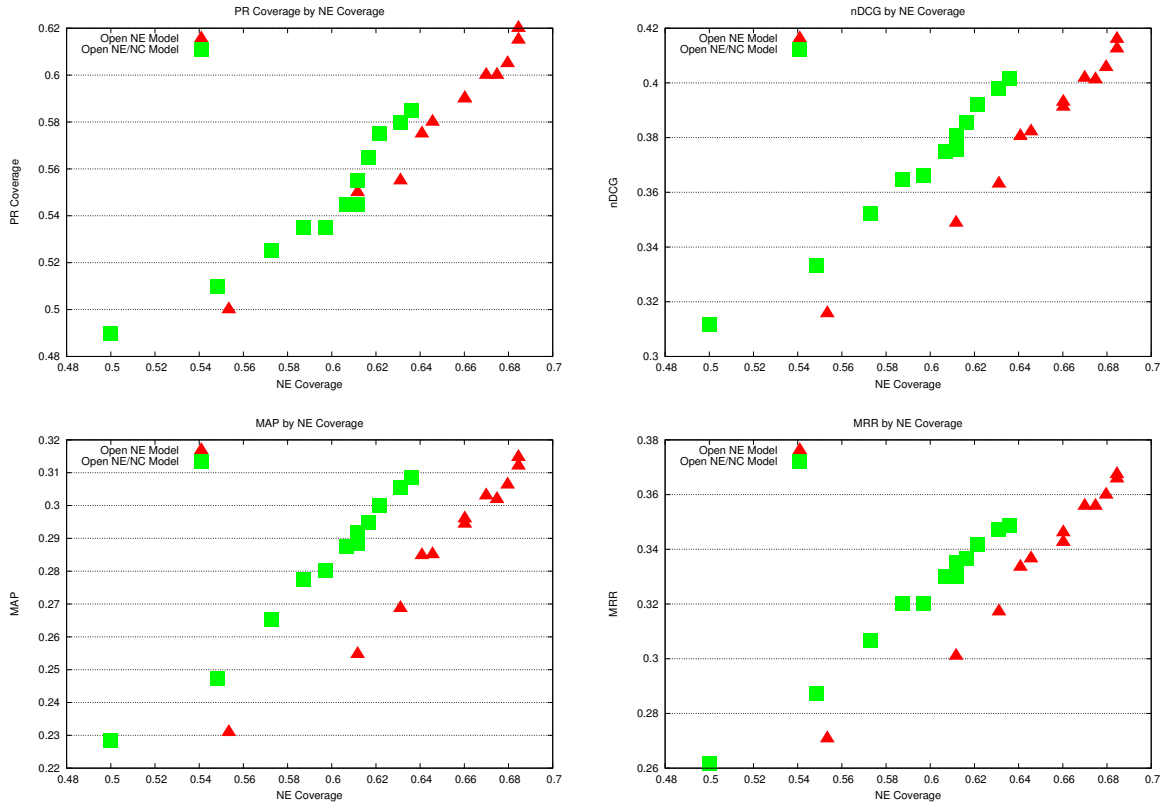 PR Coverage by NE Coverage
0.62
0.6
0.58
0.56
0.54
0.52
0.5
0.48
PR Coverage
Open NE Model
Open NE/NC Model
0.48 0.5 0.52 0.54 0.56 0.58 0.6 0.62 0.64 0.66 0.68 0.7
NE Coverage
nDCG by NE Coverage
0.42
0.4
0.38
0.36
0.34
0.32
0.3
nDCG
Open NE Model
Open NE/NC Model
0.48 0.5 0.52 0.54 0.56 0.58 0.6 0.62 0.64 0.66 0.68 0.7
NE Coverage
MAP by NE Coverage
0.32
0.31
0.3
0.29
0.28
0.27
0.26
0.25
0.24
0.23
0.22
MAP
Open NE Model
Open NE/NC Model
0.48 0.5 0.52 0.54 0.56 0.58 0.6 0.62 0.64 0.66 0.68 0.7
NE Coverage
MRR by NE Coverage
0.38
0.36
0.34
0.32
0.3
0.28
0.26
MRR
Open NE Model
Open NE/NC Model
0.48 0.5 0.52 0.54 0.56 0.58 0.6 0.62 0.64 0.66 0.68 0.7
NE Coverage